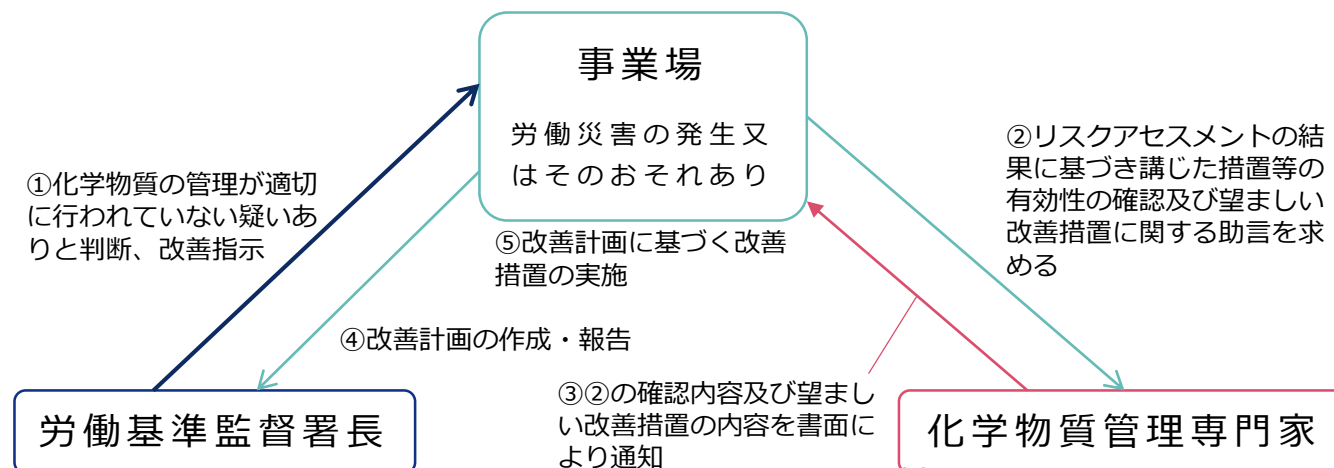 事業場
労働災害の発生又
はそのおそれあり
①化学物質の管理が適切
に行われていない疑いあ
りと判断、改善指示
②リスクアセスメントの結
果に基づき講じた措置等の
有効性の確認及び望ましい
改善措置に関する助言を求
める
⑤改善計画に基づく改善
措置の実施
④改善計画の作成・報告
③②の確認内容及び望まし
い改善措置の内容を書面に
より通知
労働基準監督署長
化学物質管理専門家